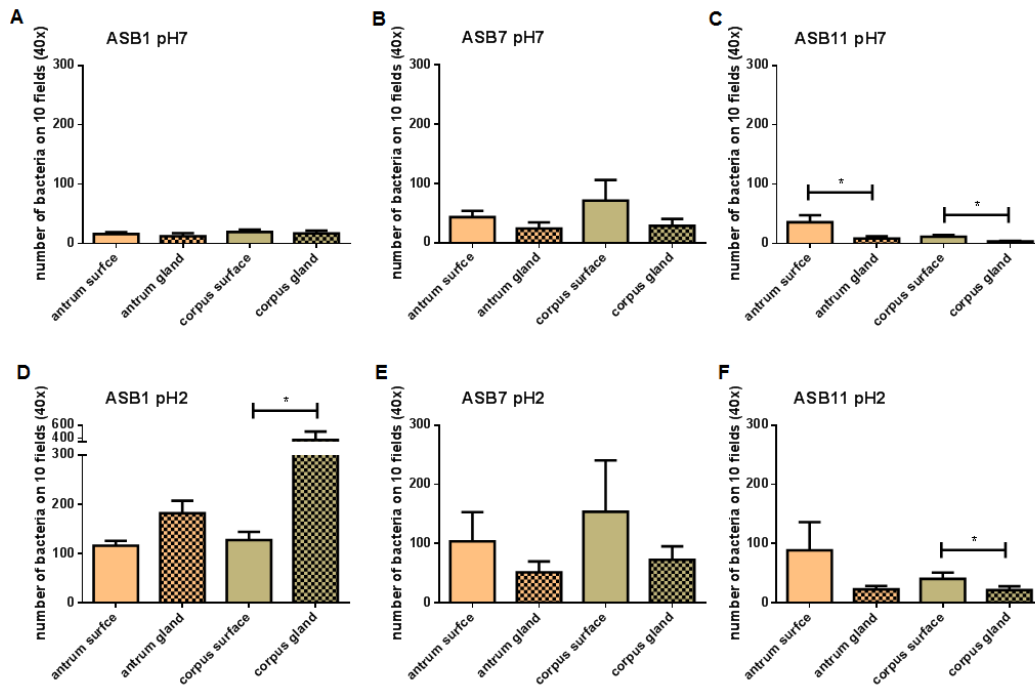 A
ASB1 pH7
number of bacteria on 10 fields (40x)
300
200
100
0
antrum surfce
antrum gland
corpus surface
corpus gland
B
ASB7 pH7
number of bacteria on 10 fields (40x)
300
200
100
0
antrum surfce
antrum gland
corpus surface
corpus gland
C
ASB11 pH7
number of bacteria on 10 fields (40x)
300
200
100
0
*
*
antrum surfce
antrum gland
corpus surface
corpus gland
D
ASB1 pH2
number of bacteria on 10 fields (40x)
600
400
300
200
100
0
*
antrum surfce
antrum gland
corpus surface
corpus gland
E
ASB7 pH2
number of bacteria on 10 fields (40x)
300
200
100
0
antrum surfce
antrum gland
corpus surface
corpus gland
F
ASB11 pH2
number of bacteria on 10 fields (40x)
300
200
100
0
*
antrum surfce
antrum gland
corpus surface
corpus gland